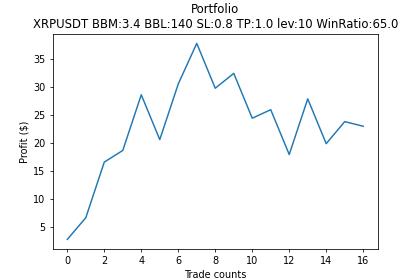 Portfolio
XRPUSDT BBM:3.4 BBL:140 SL:0.8 TP:1.0 lev:10 WinRatio:65.0
Profit ($)
35
30
25
20
15
10
5
0 2 4 6 8 10 12 14 16
Trade counts